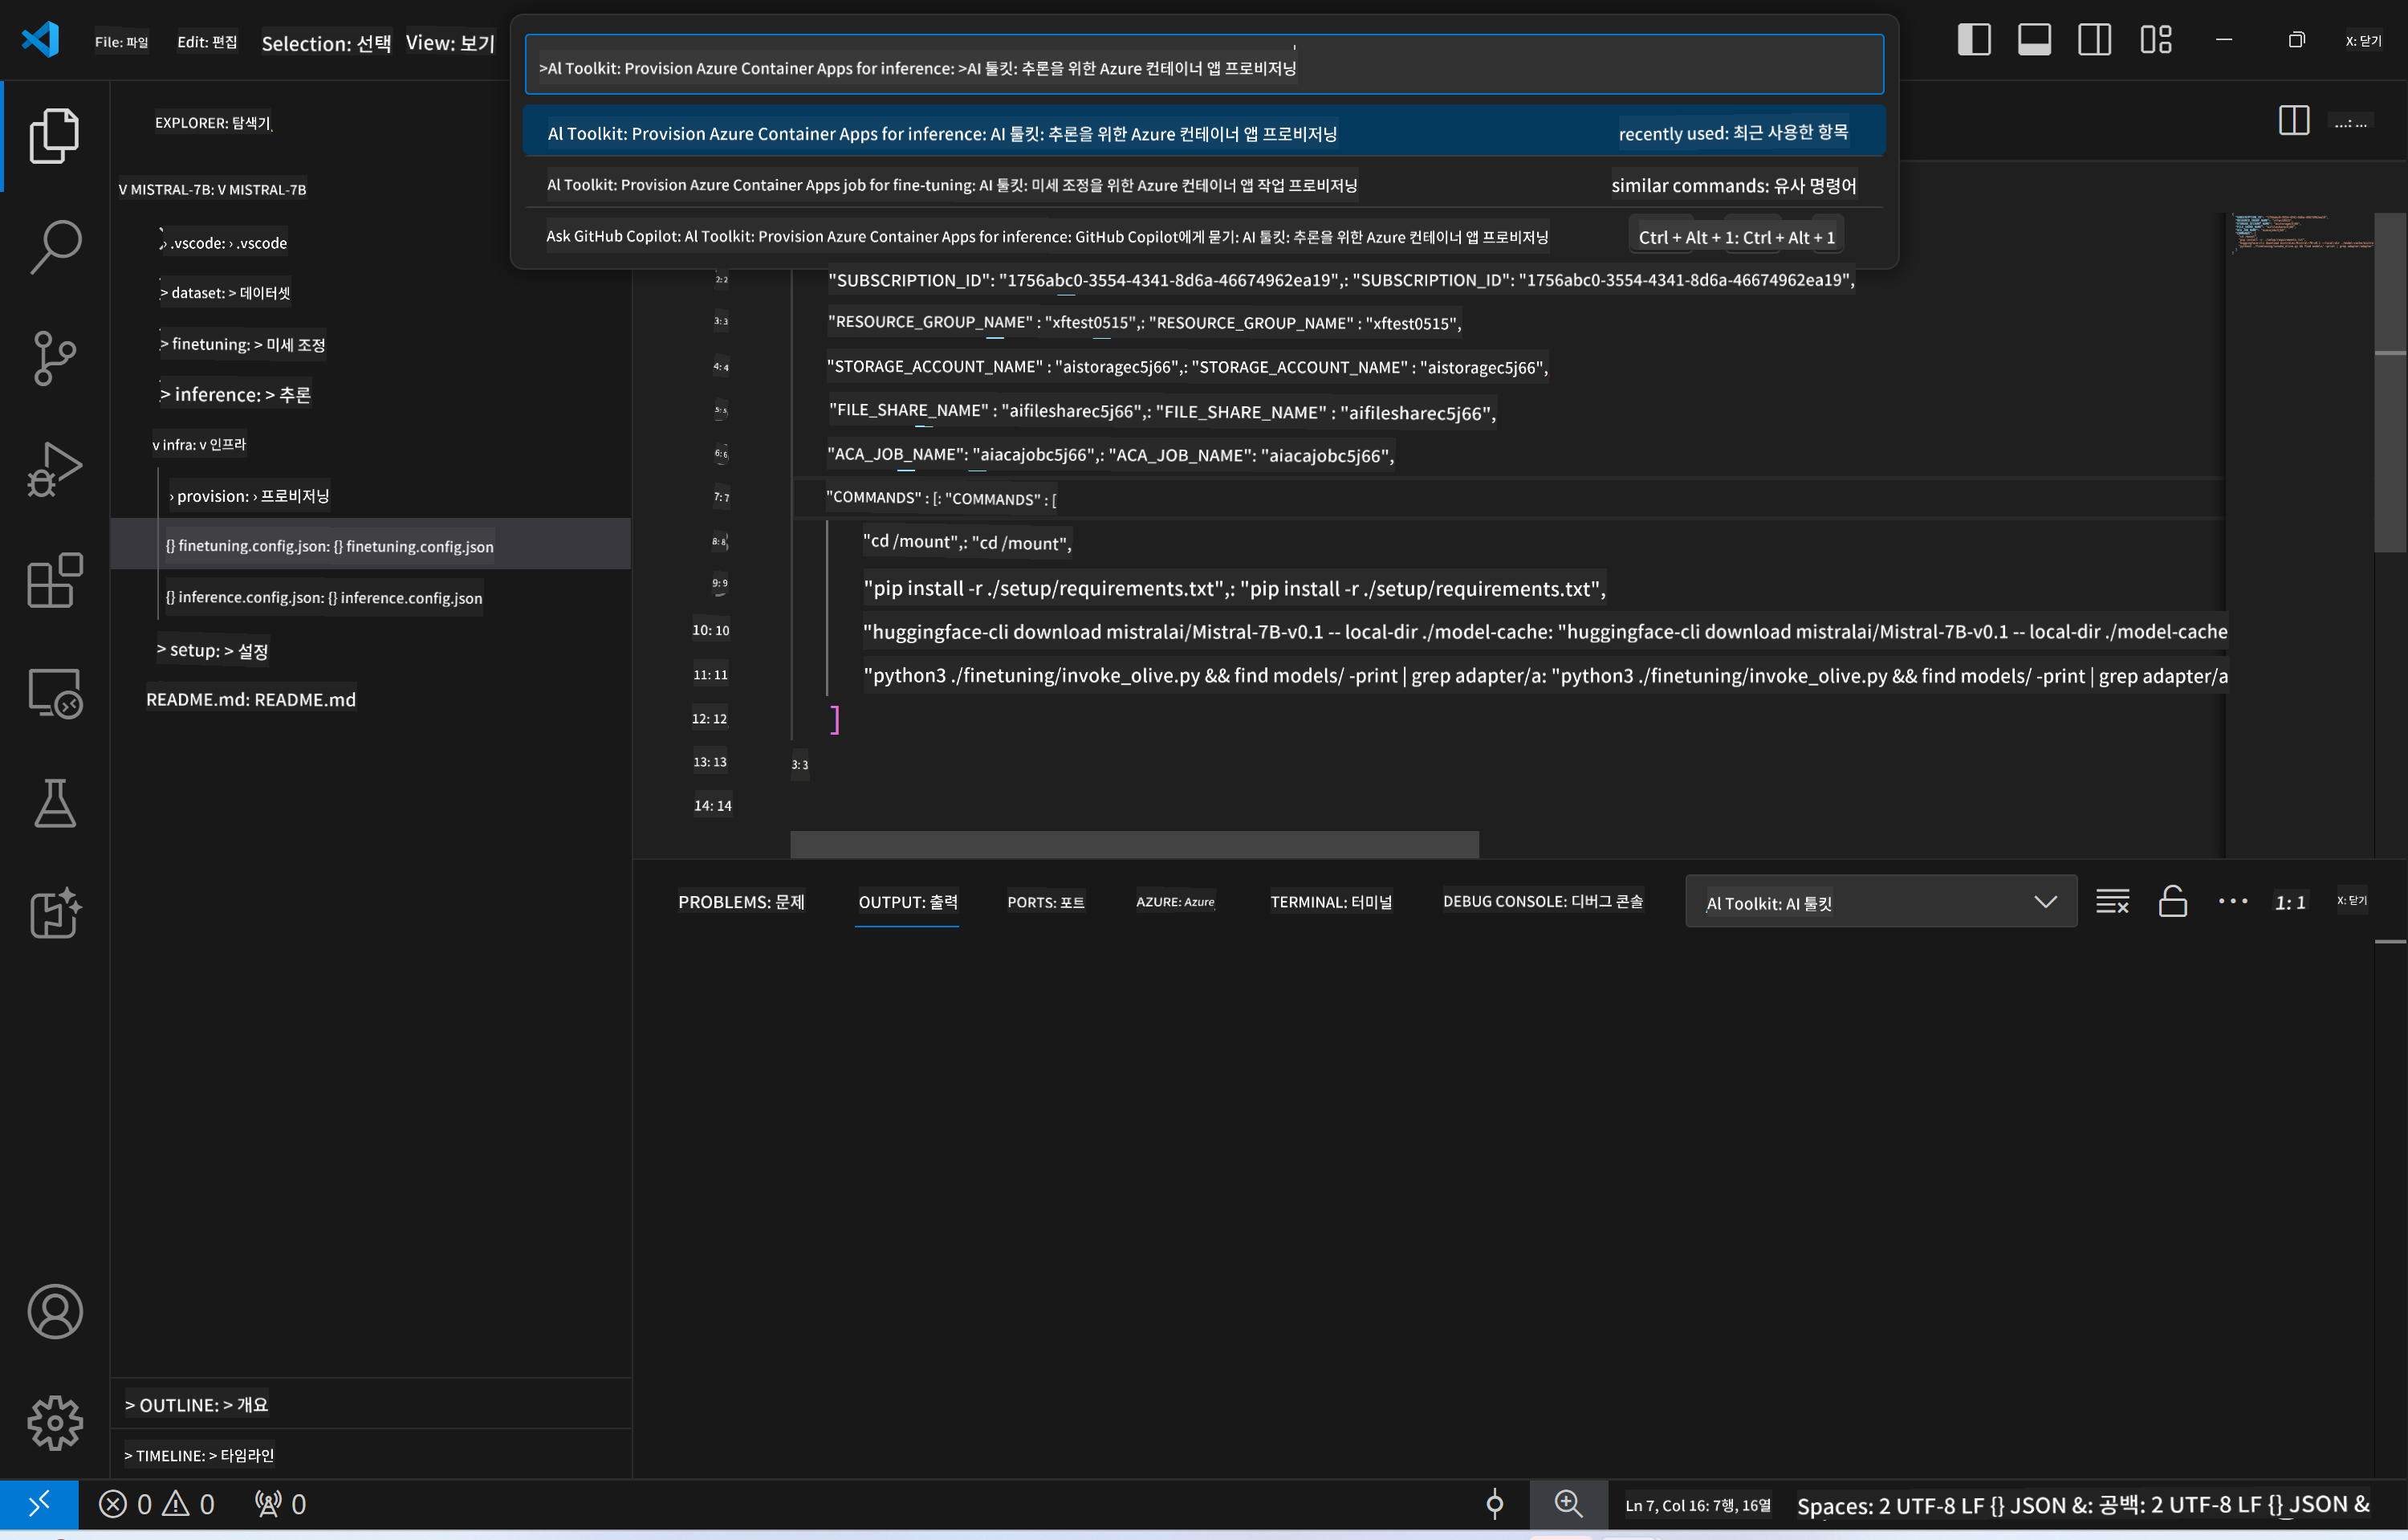 File: 파일 Edit: 편집 Selection: 선택 View: 보기
X: 닫기
>Al Toolkit: Provision Azure Container Apps for inference: >AI 툴킷: 추론을 위한 Azure 컨테이너 앱 프로비저닝
Al Toolkit: Provision Azure Container Apps for inference: AI 툴킷: 추론을 위한 Azure 컨테이너 앱 프로비저닝 recently used: 최근 사용한 항목
Al Toolkit: Provision Azure Container Apps job for fine-tuning: AI 툴킷: 미세 조정을 위한 Azure 컨테이너 앱 작업 프로비저닝 similar commands: 유사 명령어
Ask GitHub Copilot: Al Toolkit: Provision Azure Container Apps for inference: GitHub Copilot에게 묻기: AI 툴킷: 추론을 위한 Azure 컨테이너 앱 프로비저닝 Ctrl + Alt + 1: Ctrl + Alt + 1
...: ...
EXPLORER: 탐색기
V MISTRAL-7B: V MISTRAL-7B
> .vscode: › .vscode
> dataset: > 데이터셋
> finetuning: > 미세 조정
> inference: > 추론
v infra: v 인프라
› provision: › 프로비저닝
{} finetuning.config.json: {} finetuning.config.json
{} inference.config.json: {} inference.config.json
> setup: > 설정
README.md: README.md
> OUTLINE: > 개요
> TIMELINE: > 타임라인
2: 2 "SUBSCRIPTION_ID": "1756abc0-3554-4341-8d6a-46674962ea19",: "SUBSCRIPTION_ID": "1756abc0-3554-4341-8d6a-46674962ea19",
3: 3 "RESOURCE_GROUP_NAME" : "xftest0515",: "RESOURCE_GROUP_NAME" : "xftest0515",
4: 4 "STORAGE_ACCOUNT_NAME" : "aistoragec5j66",: "STORAGE_ACCOUNT_NAME" : "aistoragec5j66",
5: 5 "FILE_SHARE_NAME" : "aifilesharec5j66",: "FILE_SHARE_NAME" : "aifilesharec5j66",
6: 6 "ACA_JOB_NAME": "aiacajobc5j66",: "ACA_JOB_NAME": "aiacajobc5j66",
7: 7 "COMMANDS" : [: "COMMANDS" : [
8: 8 "cd /mount",: "cd /mount",
9: 9 "pip install -r ./setup/requirements.txt",: "pip install -r ./setup/requirements.txt",
10: 10 "huggingface-cli download mistralai/Mistral-7B-v0.1 -- local-dir ./model-cache: "huggingface-cli download mistralai/Mistral-7B-v0.1 -- local-dir ./model-cache
11: 11 "python3 ./finetuning/invoke_olive.py && find models/ -print | grep adapter/a: "python3 ./finetuning/invoke_olive.py && find models/ -print | grep adapter/a
12: 12 ]
13: 13 3: 3
14: 14
PROBLEMS: 문제 OUTPUT: 출력 PORTS: 포트 AZURE: Azure TERMINAL: 터미널 DEBUG CONSOLE: 디버그 콘솔 Al Toolkit: AI 툴킷 1: 1 X: 닫기
0 0 0 Ln 7, Col 16: 7행, 16열 Spaces: 2 UTF-8 LF {} JSON &: 공백: 2 UTF-8 LF {} JSON &